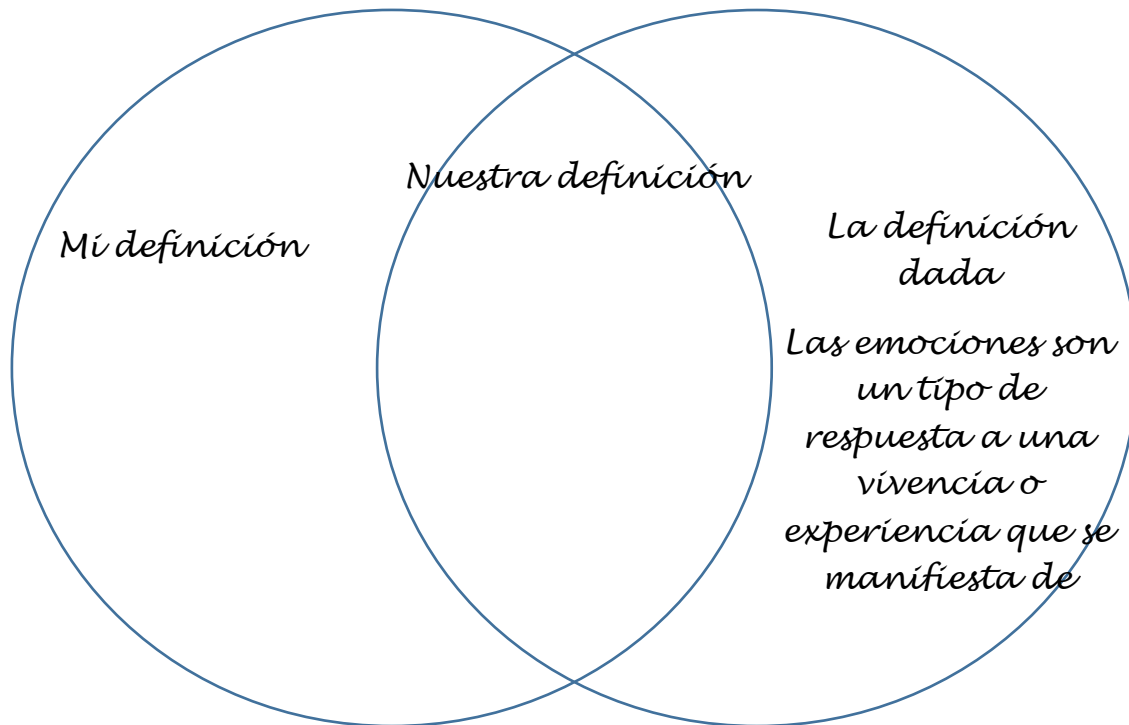 Mi definición
Nuestra definición
La definición
dada
Las emociones son
un tipo de
respuesta a una
vivencia o
experiencia que se
manifiesta de